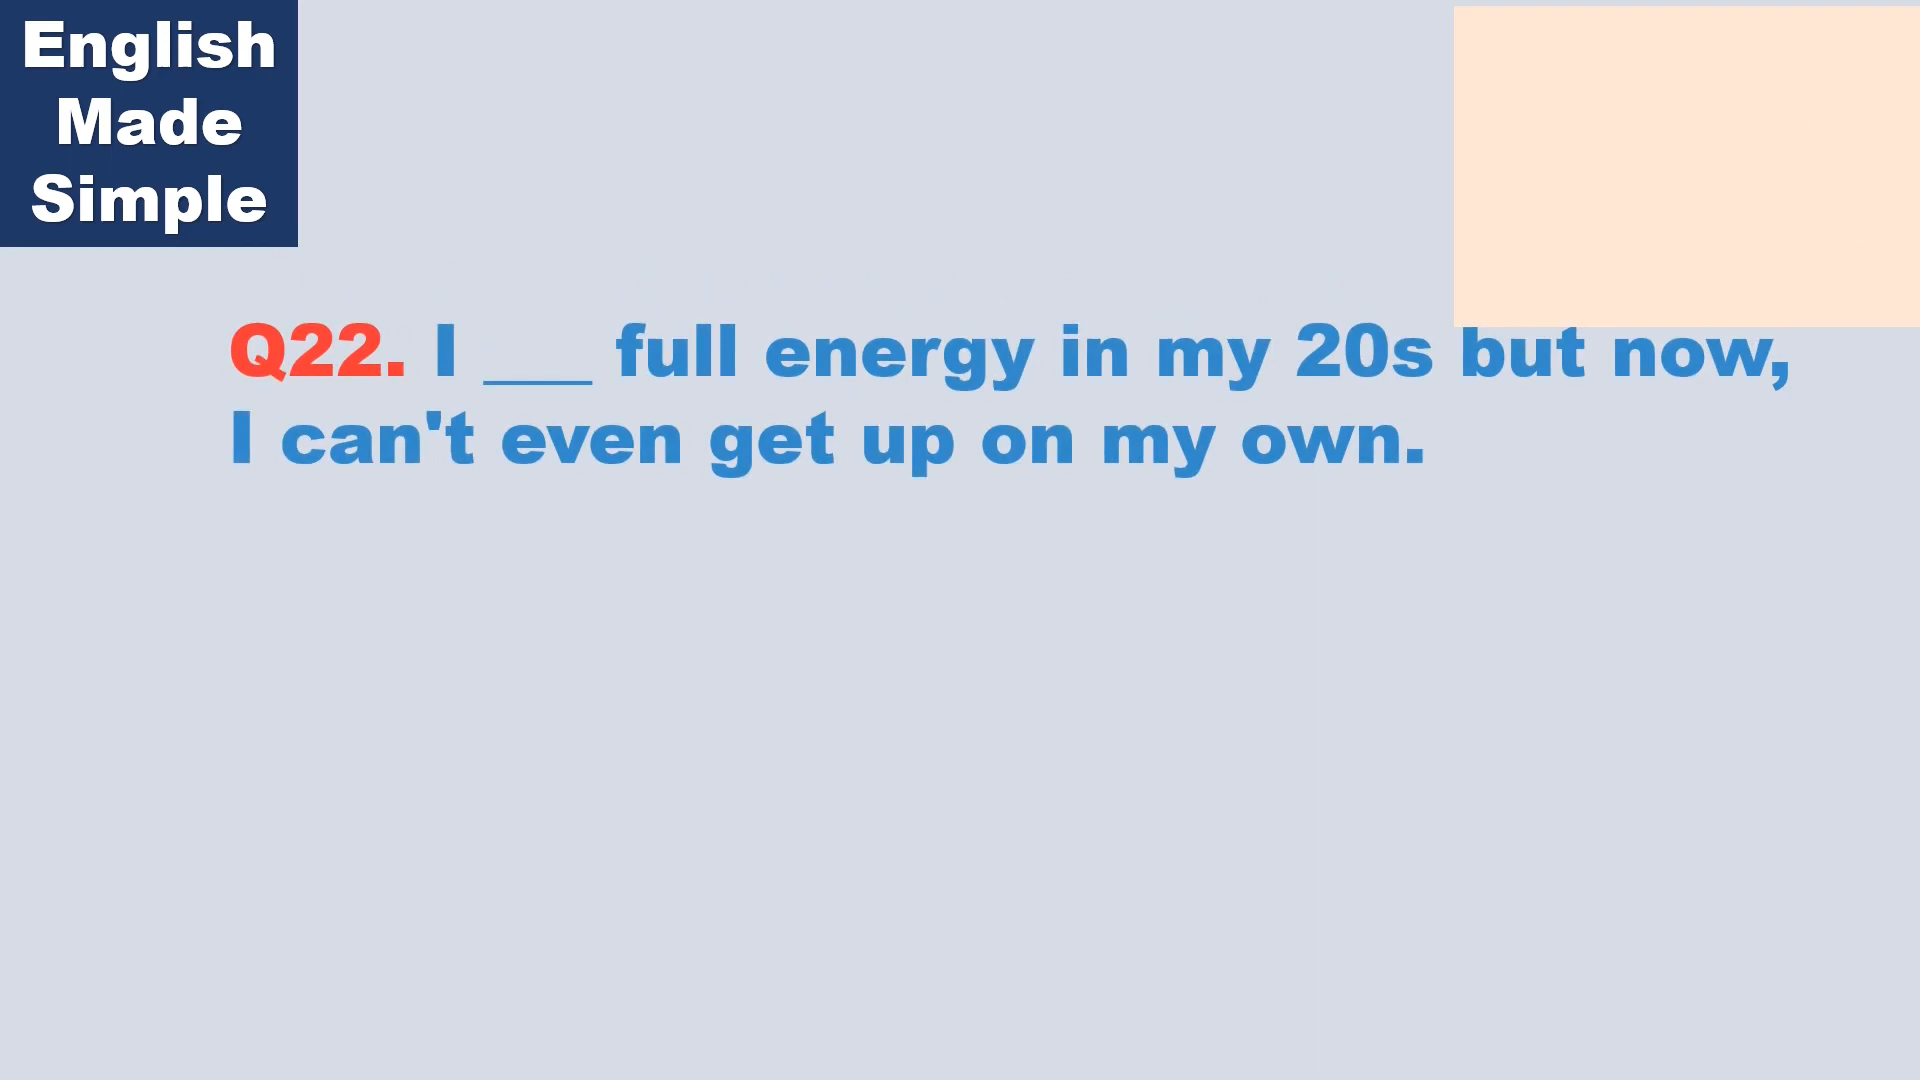 English
Made
Simple
Q22. I ___ full energy in my 20s but now,
I can't even get up on my own.